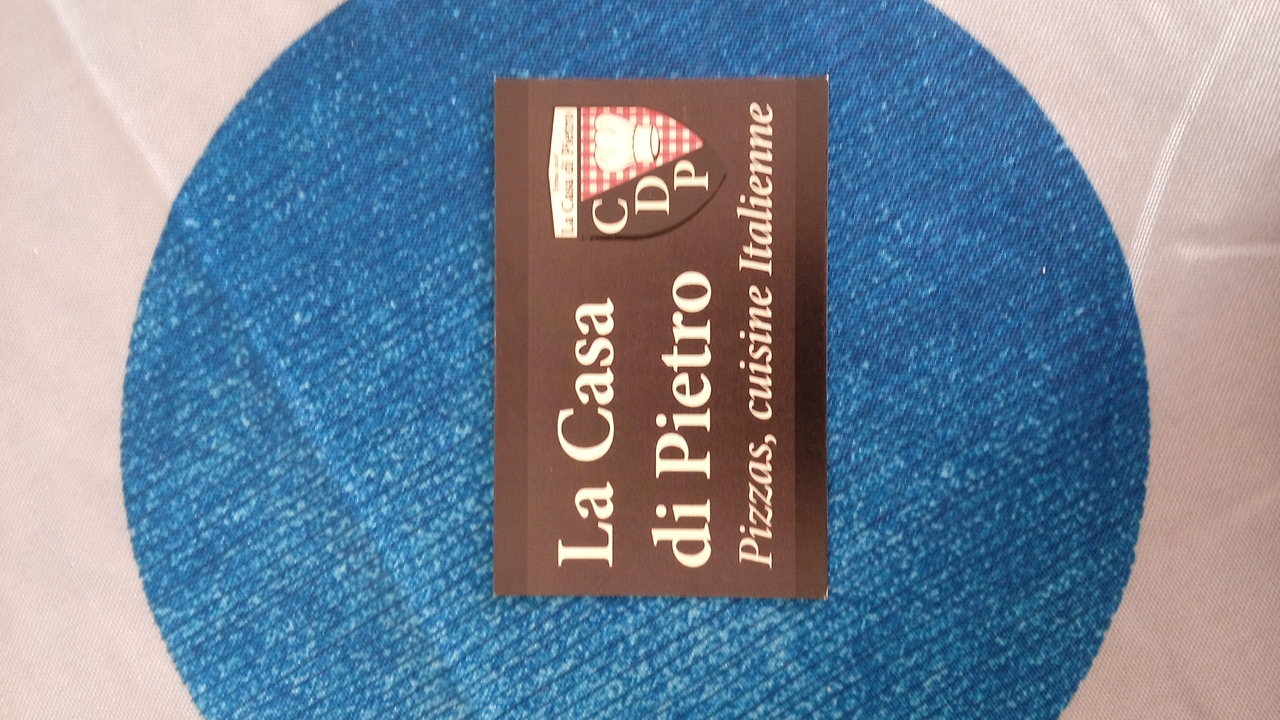 La Casa
di Pietro
Pizzas, cuisine Italienne
La Casa di Pietro
C
D
P